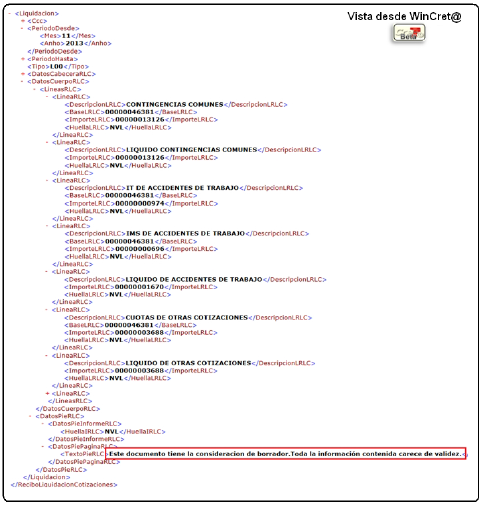 Vista desde WinCret@
- <Liquidacion>
+ <Ccc>
- <PeriodoDesde>
<Mes>11</Mes>
<Anho>2013</Anho>
</PeriodoDesde>
+ <PeriodoHasta>
<Tipo>L00</Tipo>
+ <DatosCabeceraRLC>
- <DatosCuerpoRLC>
- <LineasRLC>
- <LineaRLC>
<DescripcionLRLC>CONTINGENCIAS COMUNES</DescripcionLRLC>
<BaseLRLC>00000046381</BaseLRLC>
<ImporteLRLC>00000013126</ImporteLRLC>
<HuellaLRLC>NVL</HuellaLRLC>
</LineaRLC>
- <LineaRLC>
<DescripcionLRLC>LIQUIDO CONTINGENCIAS COMUNES</DescripcionLRLC>
<ImporteLRLC>00000013126</ImporteLRLC>
<HuellaLRLC>NVL</HuellaLRLC>
</LineaRLC>
- <LineaRLC>
<DescripcionLRLC>IT DE ACCIDENTES DE TRABAJO</DescripcionLRLC>
<BaseLRLC>00000046381</BaseLRLC>
<ImporteLRLC>00000000974</ImporteLRLC>
<HuellaLRLC>NVL</HuellaLRLC>
</LineaRLC>
- <LineaRLC>
<DescripcionLRLC>IMS DE ACCIDENTES DE TRABAJO</DescripcionLRLC>
<BaseLRLC>00000046381</BaseLRLC>
<ImporteLRLC>00000000696</ImporteLRLC>
<HuellaLRLC>NVL</HuellaLRLC>
</LineaRLC>
- <LineaRLC>
<DescripcionLRLC>LIQUIDO DE ACCIDENTES DE TRABAJO</DescripcionLRLC>
<ImporteLRLC>00000001670</ImporteLRLC>
<HuellaLRLC>NVL</HuellaLRLC>
</LineaRLC>
- <LineaRLC>
<DescripcionLRLC>CUOTAS DE OTRAS COTIZACIONES</DescripcionLRLC>
<BaseLRLC>00000046381</BaseLRLC>
<ImporteLRLC>00000003688</ImporteLRLC>
<HuellaLRLC>NVL</HuellaLRLC>
</LineaRLC>
- <LineaRLC>
<DescripcionLRLC>LIQUIDO DE OTRAS COTIZACIONES</DescripcionLRLC>
<ImporteLRLC>00000003688</ImporteLRLC>
<HuellaLRLC>NVL</HuellaLRLC>
</LineaRLC>
+ <LineaRLC>
</LineasRLC>
</DatosCuerpoRLC>
- <DatosPieRLC>
- <DatosPieInformeRLC>
<HuellaIRLC>NVL</HuellaIRLC>
</DatosPieInformeRLC>
- <DatosPiePaginaRLC>
<TextoPieRLC>Este documento tiene la consideracion de borrador.Toda la información contenida carece de validez.<
</DatosPiePaginaRLC>
</DatosPieRLC>
</Liquidacion>
</ReciboLiquidacionCotizaciones>